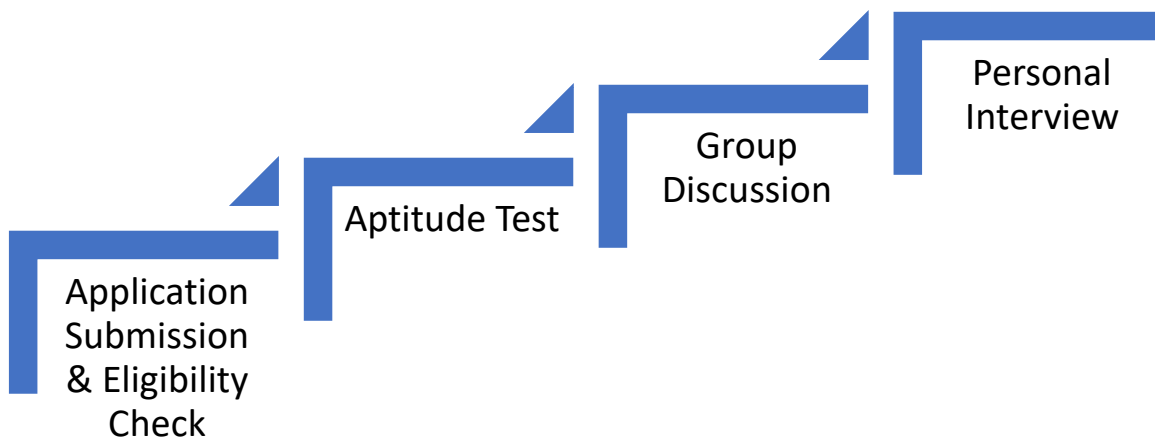 Application
Submission
& Eligibility
Check
Aptitude Test
Group
Discussion
Personal
Interview